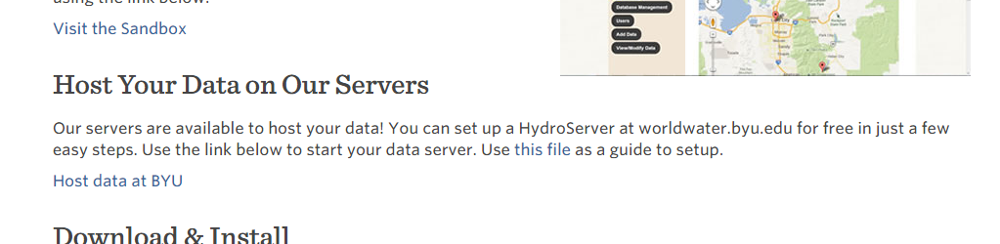 using the link below.
Database Management
Users
Add Data
View/Modify Data
Visit the Sandbox
Host Your Data on Our Servers
Our servers are available to host your data! You can set up a HydroServer at worldwater.byu.edu for free in just a few
easy steps. Use the link below to start your data server. Use this file as a guide to setup.
Host data at BYU
Download & Install